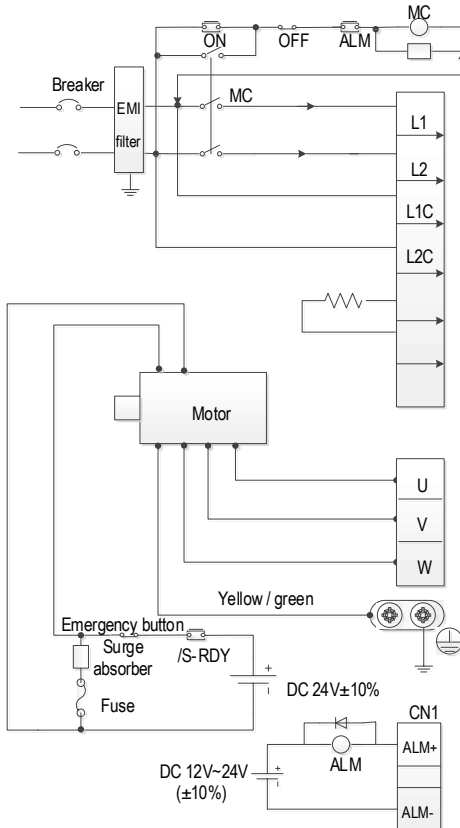 MC
ON
OFF
ALM
Breaker
EMI
filter
MC
L1
L2
L1C
L2C
Motor
U
V
W
Yellow / green
Emergency button
Surge
absorber
/S-RDY
Fuse
+
-
DC 24V±10%
CN1
ALM+
ALM
DC 12V~24V
(±10%)
+
-
ALM-